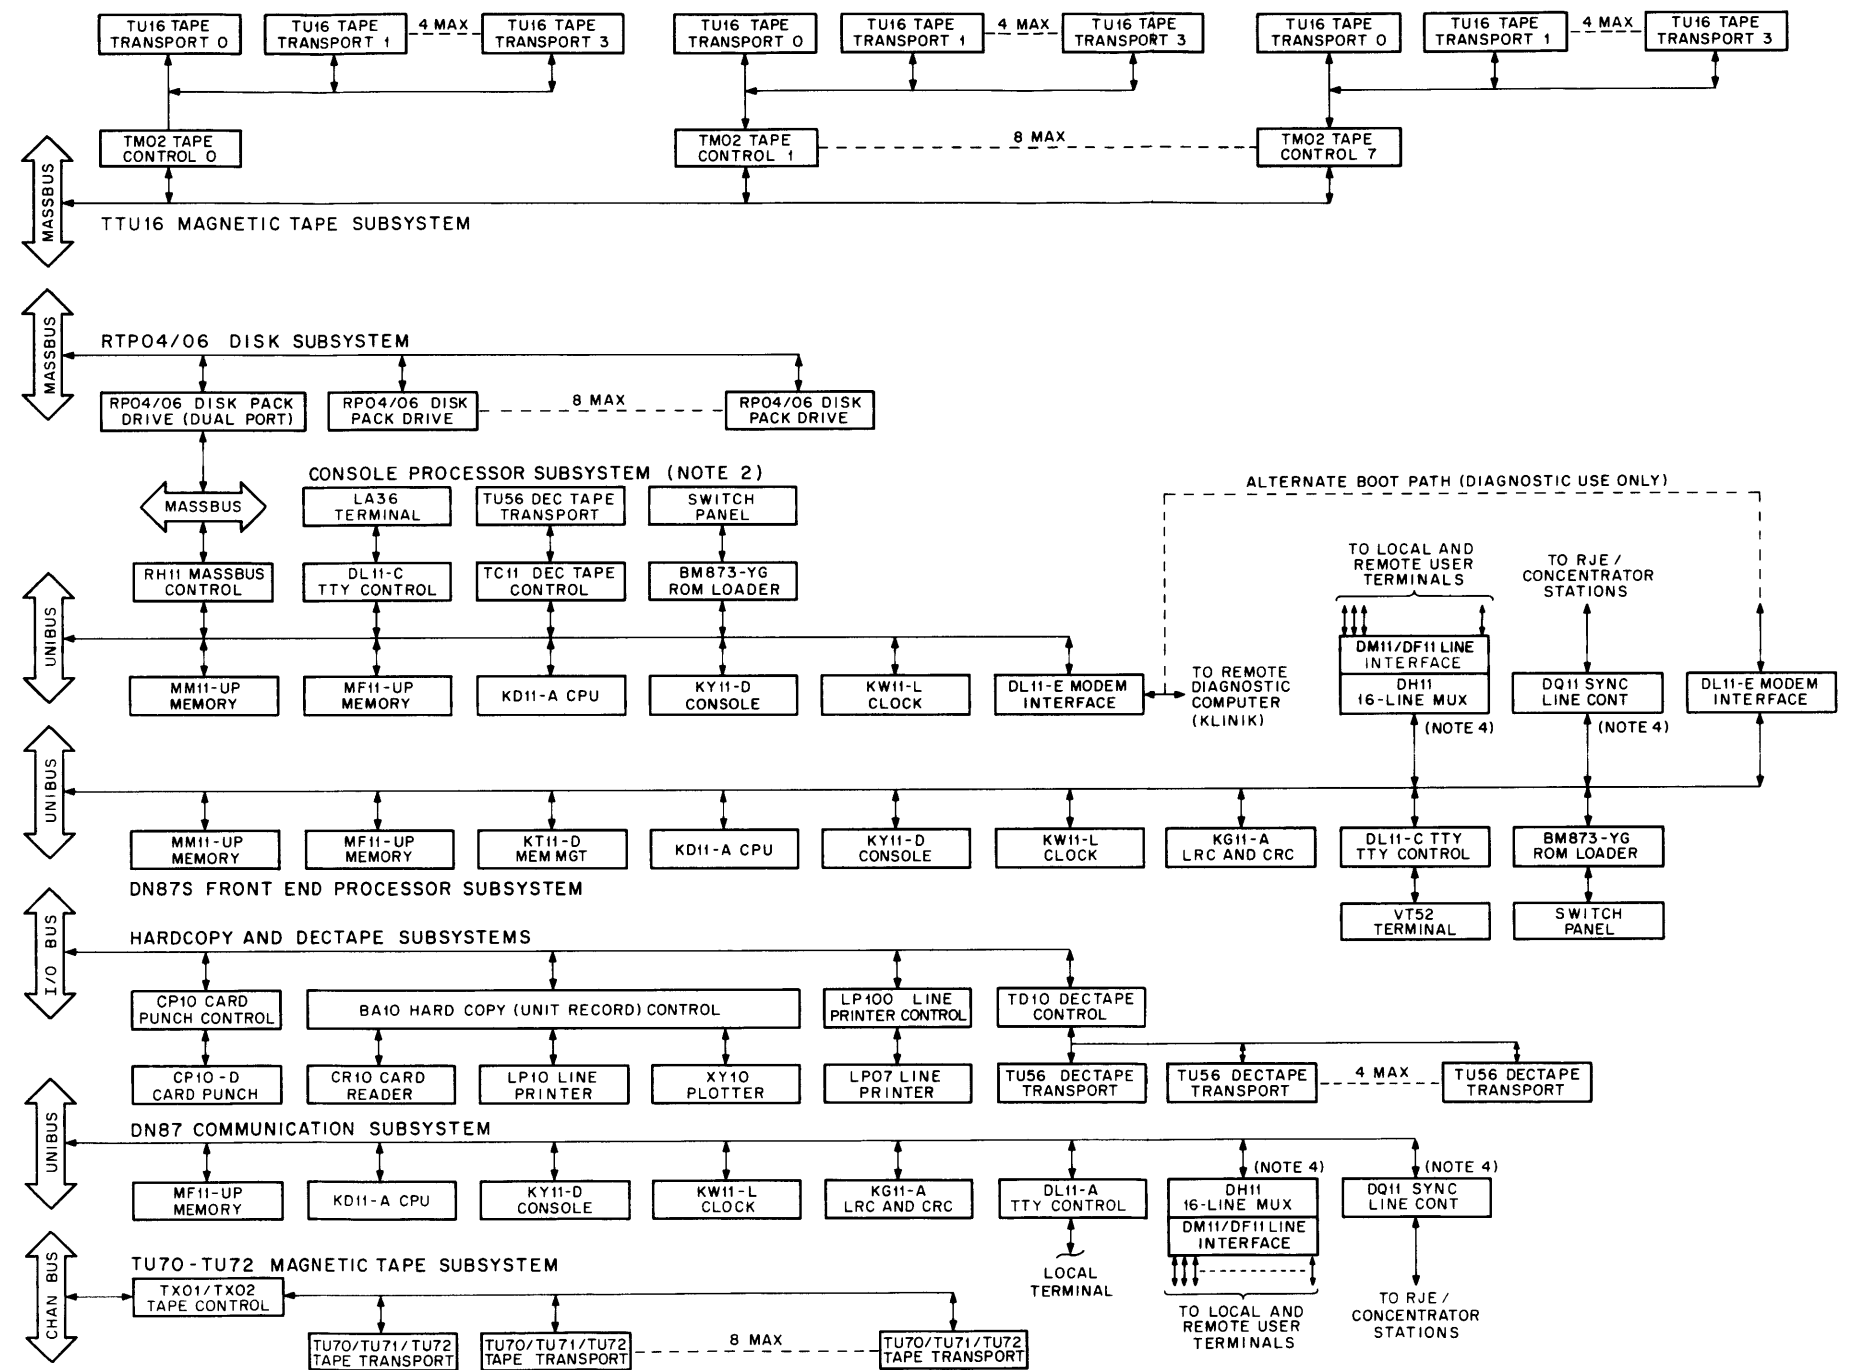 TU16 TAPE
TRANSPORT 0
TU16 TAPE
TRANSPORT 1
4 MAX
TU16 TAPE
TRANSPORT 3
TU16 TAPE
TRANSPORT 0
TU16 TAPE
TRANSPORT 1
4 MAX
TU16 TAPE
TRANSPORT 3
TU16 TAPE
TRANSPORT 0
TU16 TAPE
TRANSPORT 1
4 MAX
TU16 TAPE
TRANSPORT 3
TM02 TAPE
CONTROL 0
TM02 TAPE
CONTROL 1
8 MAX
TM02 TAPE
CONTROL 7
MASSBUS
TTU16 MAGNETIC TAPE SUBSYSTEM
MASSBUS
RTP04/06 DISK SUBSYSTEM
RP04/06 DISK PACK
DRIVE (DUAL PORT)
RP04/06 DISK
PACK DRIVE
8 MAX
RP04/06 DISK
PACK DRIVE
CONSOLE PROCESSOR SUBSYSTEM (NOTE 2)
MASSBUS
LA36
TERMINAL
TU56 DEC TAPE
TRANSPORT
SWITCH
PANEL
ALTERNATE BOOT PATH (DIAGNOSTIC USE ONLY)
RH11 MASSBUS
CONTROL
DL11-C
TTY CONTROL
TC11 DEC TAPE
CONTROL
BM873-YG
ROM LOADER
TO LOCAL AND
REMOTE USER
TERMINALS
TO RJE/
CONCENTRATOR
STATIONS
UNIBUS
MM11-UP
MEMORY
MF11-UP
MEMORY
KD11-A CPU
KY11-D
CONSOLE
KW11-L
CLOCK
DL11-E MODEM
INTERFACE
TO REMOTE
DIAGNOSTIC
COMPUTER
(KLINIK)
DM11/DF11 LINE
INTERFACE
DH11
16-LINE MUX
(NOTE 4)
DQ11 SYNC
LINE CONT
(NOTE 4)
DL11-E MODEM
INTERFACE
UNIBUS
MM11-UP
MEMORY
MF11-UP
MEMORY
KT11-D
MEM MGT
KD11-A CPU
KY11-D
CONSOLE
KW11-L
CLOCK
KG11-A
LRC AND CRC
DL11-C TTY
TTY CONTROL
BM873-YG
ROM LOADER
DN87S FRONT END PROCESSOR SUBSYSTEM
VT52
TERMINAL
SWITCH
PANEL
I/O BUS
HARDCOPY AND DECTAPE SUBSYSTEMS
CP10 CARD
PUNCH CONTROL
BA10 HARD COPY (UNIT RECORD) CONTROL
LP100 LINE
PRINTER CONTROL
TD10 DECTAPE
CONTROL
CP10-D
CARD PUNCH
CR10 CARD
READER
LP10 LINE
PRINTER
XY10
PLOTTER
LP07 LINE
PRINTER
TU56 DECTAPE
TRANSPORT
TU56 DECTAPE
TRANSPORT
4 MAX
TU56 DECTAPE
TRANSPORT
UNIBUS
DN87 COMMUNICATION SUBSYSTEM
MF11-UP
MEMORY
KD11-A CPU
KY11-D
CONSOLE
KW11-L
CLOCK
KG11-A
LRC AND CRC
DL11-A
TTY CONTROL
(NOTE 4)
DH11
16-LINE MUX
DM11/DF11 LINE
INTERFACE
(NOTE 4)
DQ11 SYNC
LINE CONT
LOCAL
TERMINAL
TO LOCAL AND
REMOTE USER
TERMINALS
TO RJE/
CONCENTRATOR
STATIONS
CHAN BUS
TU70-TU72 MAGNETIC TAPE SUBSYSTEM
TX01/TX02
TAPE CONTROL
TU70/TU71/TU72
TAPE TRANSPORT
TU70/TU71/TU72
TAPE TRANSPORT
8 MAX
TU70/TU71/TU72
TAPE TRANSPORT